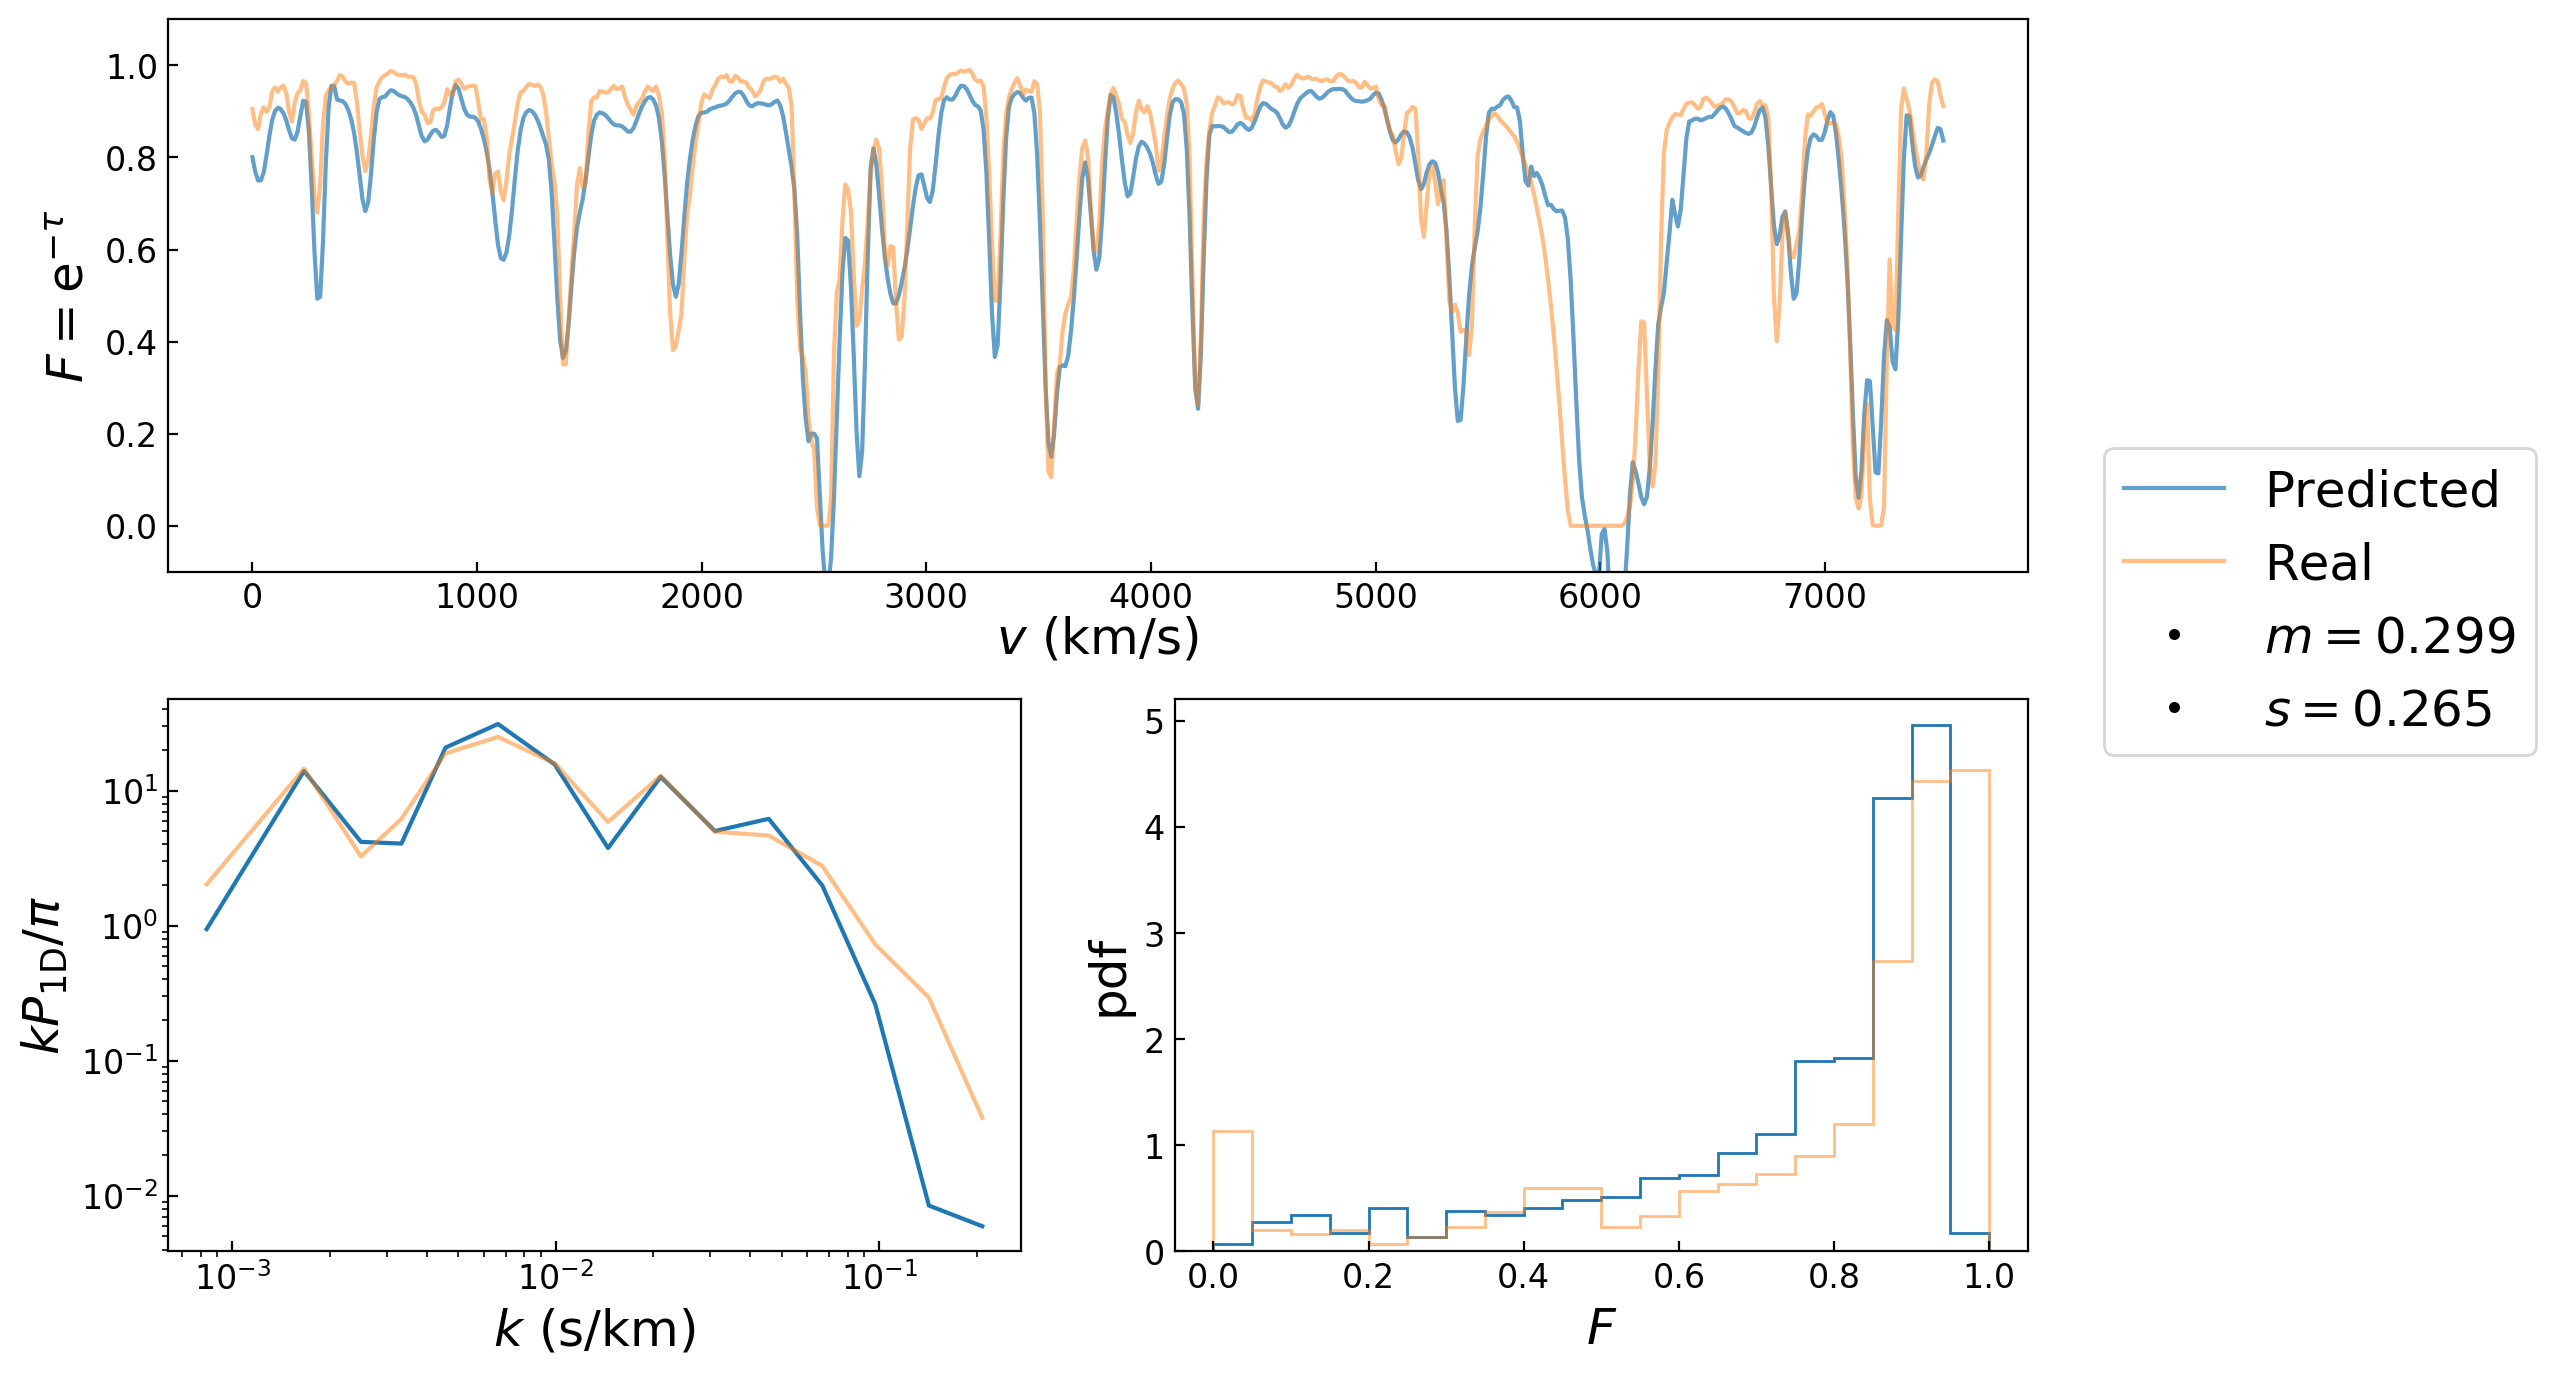 F = e^{-τ}
1.0
0.8
0.6
0.4
0.2
0.0
0 1000 2000 3000 4000 5000 6000 7000
v (km/s)
Predicted
Real
m = 0.299
s = 0.265
kP_{1D}/π
10^1
10^0
10^{-1}
10^{-2}
10^{-3} 10^{-2} 10^{-1}
k (s/km)
pdf
5
4
3
2
1
0
0.0 0.2 0.4 0.6 0.8 1.0
F